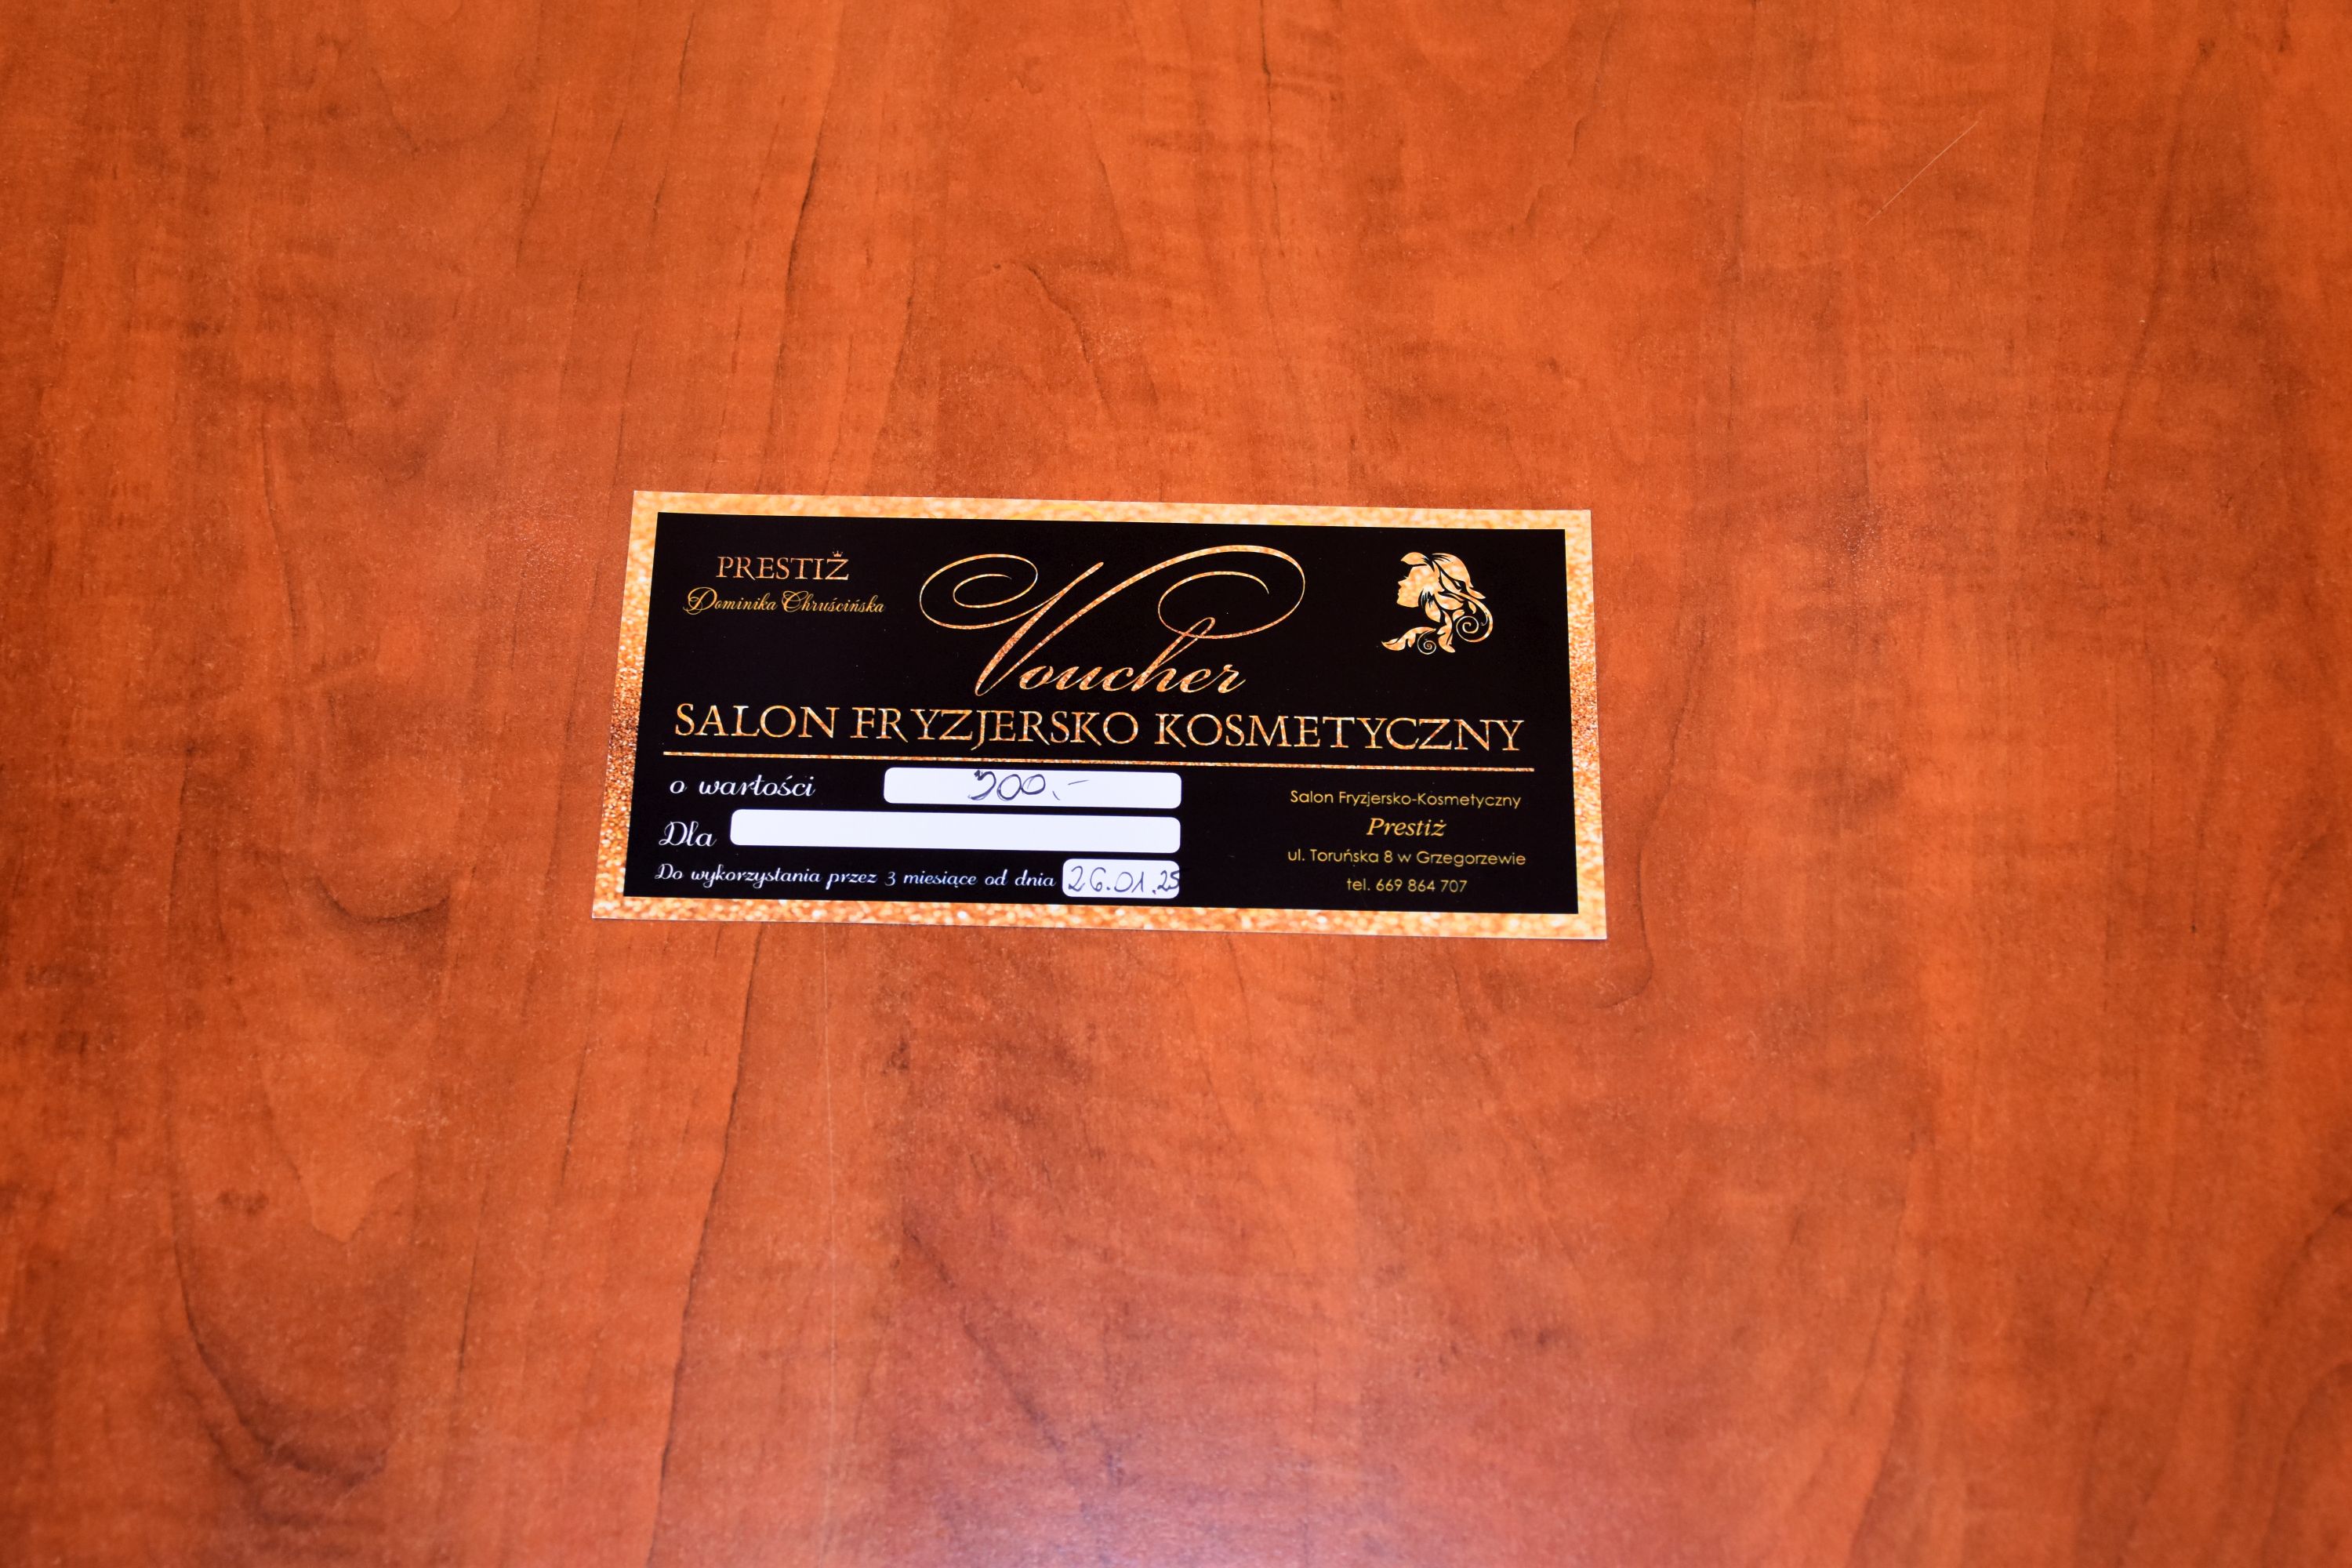 PRESTIŻ
Dominika Chruścińska
Voucher
SALON FRYZJERSKO KOSMETYCZNY
o wartości 300,-
Dla
Do wykorzystania przez 3 miesiące od dnia 26.01.25
Salon Fryzjersko-Kosmetyczny
Prestiż
ul. Toruńska 8 w Grzegorzewie
tel. 669 864 707